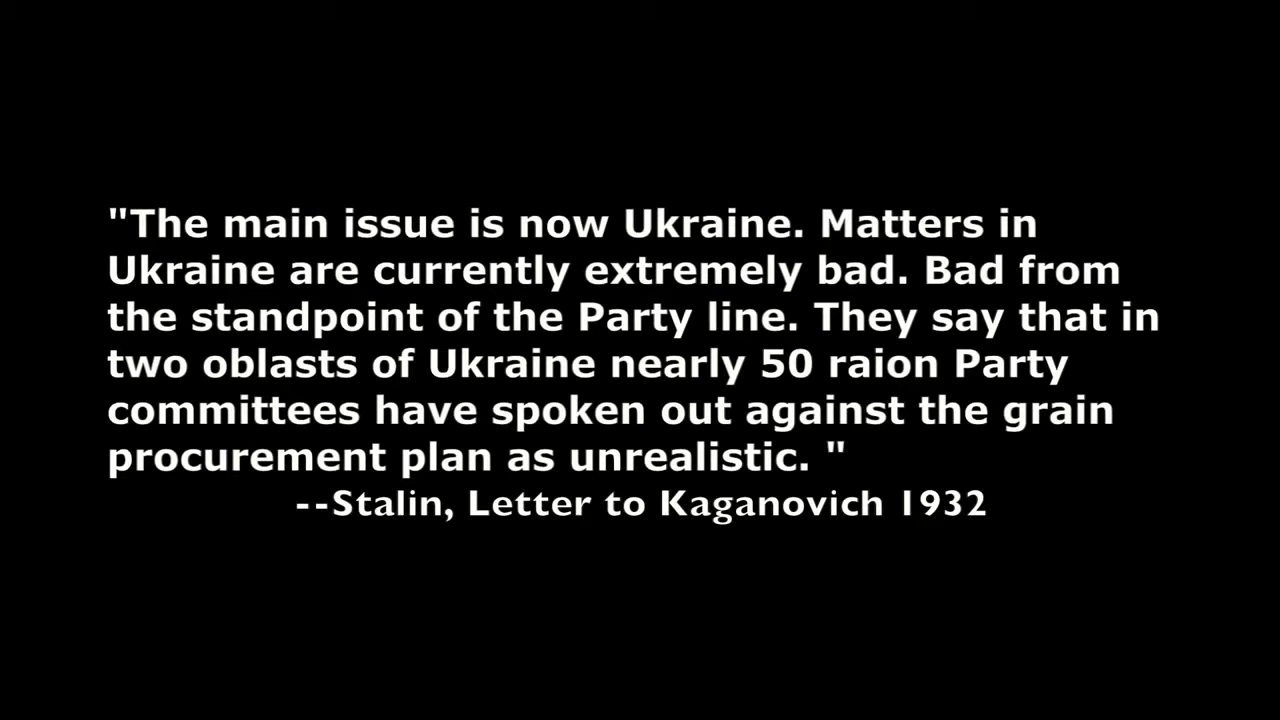 "The main issue is now Ukraine. Matters in
Ukraine are currently extremely bad. Bad from
the standpoint of the Party line. They say that in
two oblasts of Ukraine nearly 50 raion Party
committees have spoken out against the grain
procurement plan as unrealistic. "
--Stalin, Letter to Kaganovich 1932